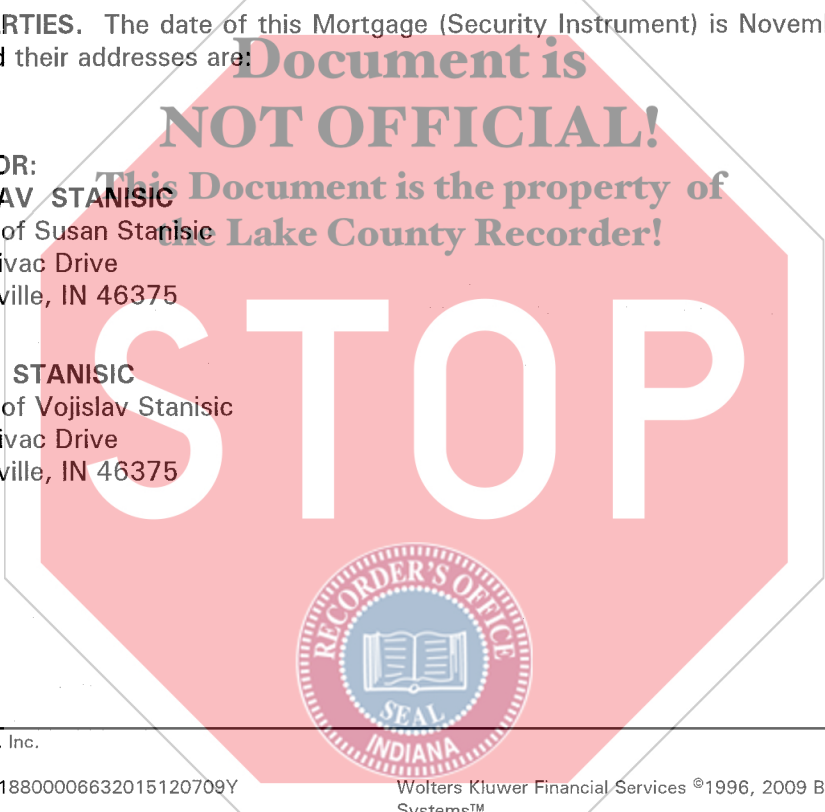 RTIES. The date of this Mortgage (Security Instrument) is Novem
their addresses are:
Document is
NOT OFFICIAL!
This Document is the property of
the Lake County Recorder!
OR:
AV STANISIC
of Susan Stanisic
ivac Drive
ville, IN 46375
STANISIC
of Vojislav Stanisic
ivac Drive
ville, IN 46375
STOP
RECORDER'S OFFICE
SEAL
INDIANA
Inc.
18800006632015120709Y
Wolters Kluwer Financial Services ©1996, 2009 B
Systems™